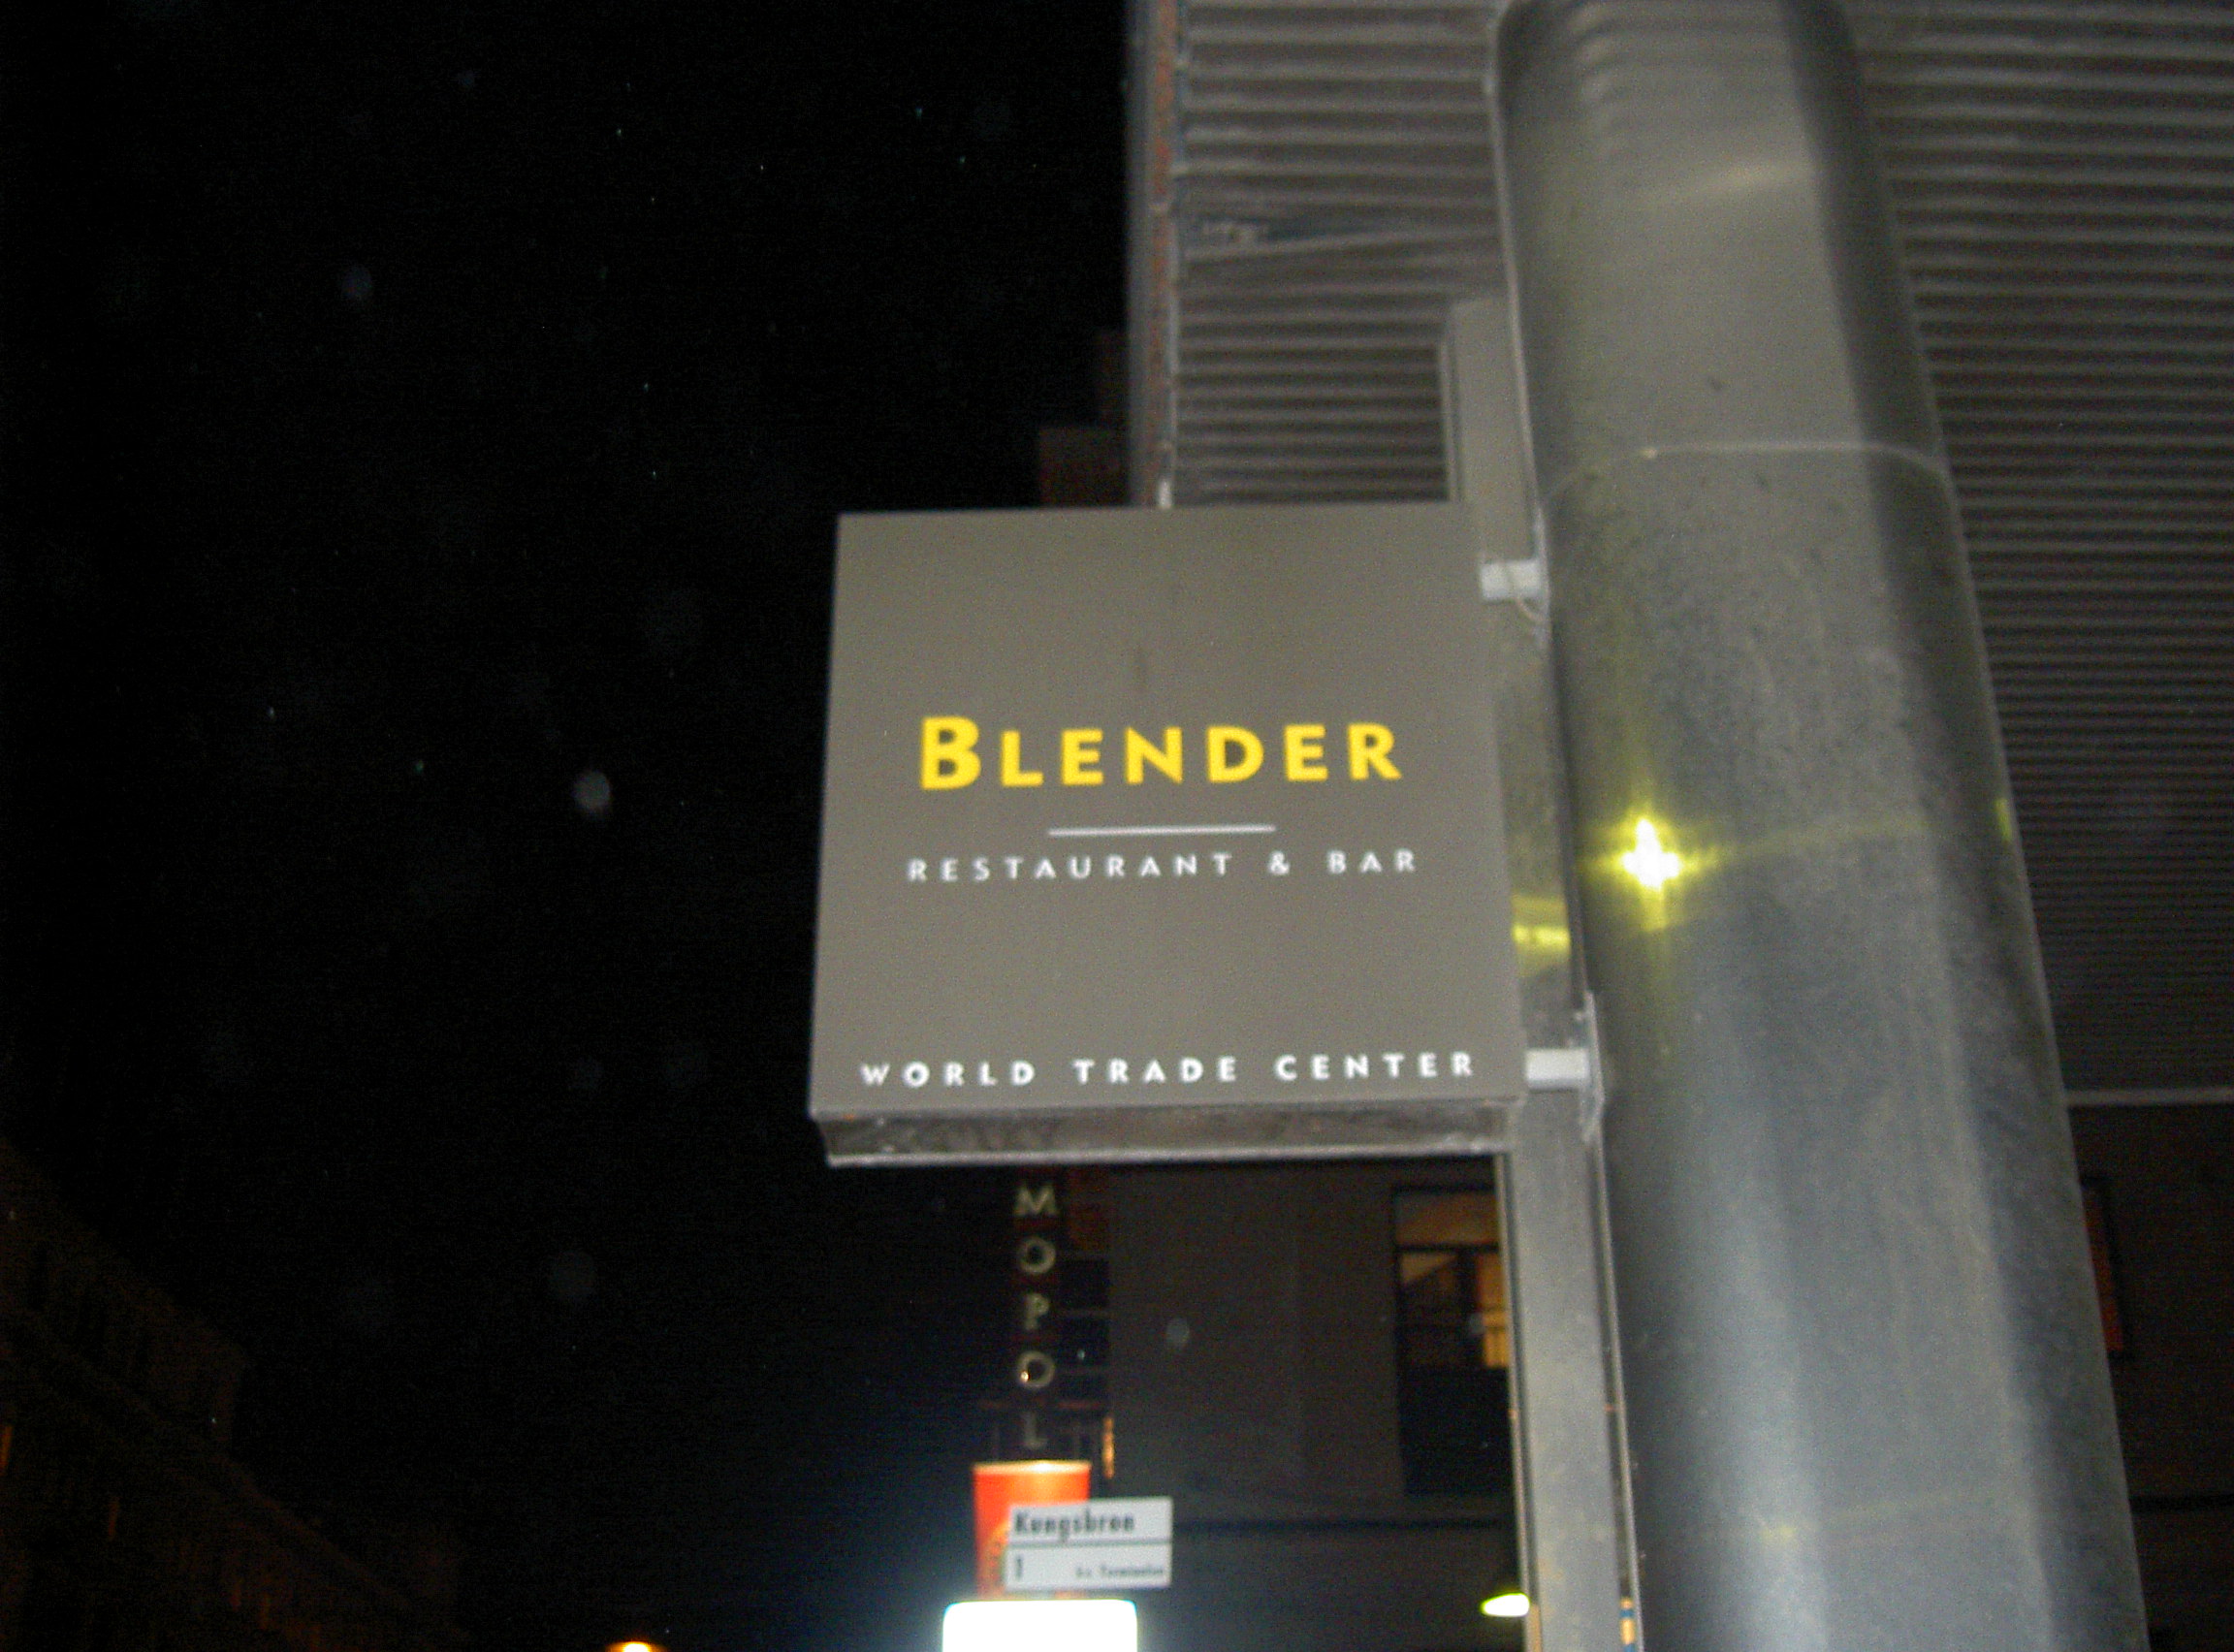 BLENDER
RESTAURANT & BAR
WORLD TRADE CENTER
MOPOL
Kungsbron
1